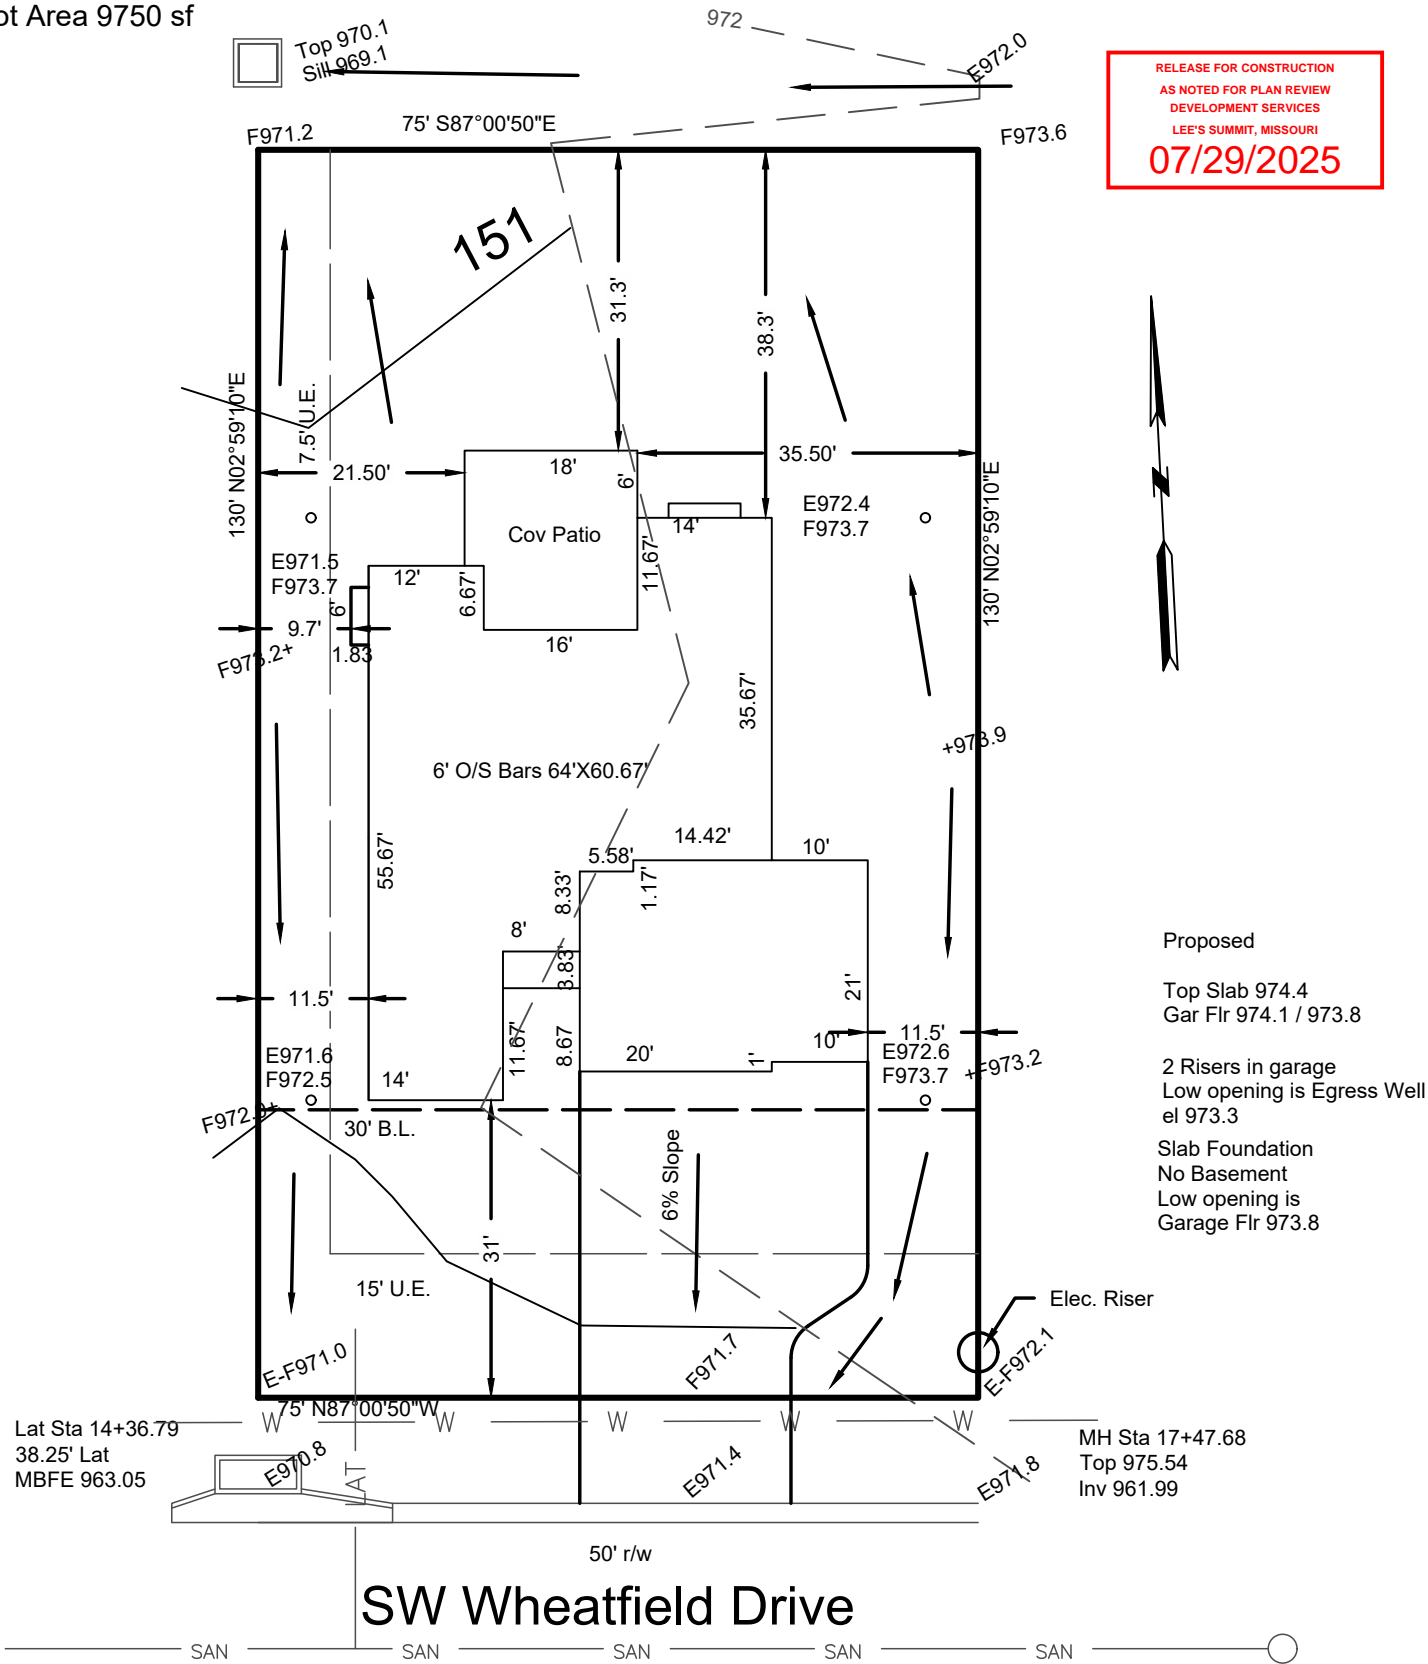 ot Area 9750 sf
Top 970.1
Sill 969.1
972
E972.0
RELEASE FOR CONSTRUCTION
AS NOTED FOR PLAN REVIEW
DEVELOPMENT SERVICES
LEE'S SUMMIT, MISSOURI
07/29/2025
F971.2
75' S87°00'50"E
F973.6
151
31.3'
38.3'
130' N02°59'10"E
7.5' U.E.
21.50'
18'
6'
35.50'
E972.4
F973.7
14'
Cov Patio
11.67'
130' N02°59'10"E
N
E971.5
F973.7
12'
6.67'
6'
9.7'
1.83
16'
F973.2+
35.67'
+973.9
6' O/S Bars 64'X60.67'
14.42'
10'
5.58'
55.67'
8.33'
1.17'
8'
3.83'
21'
Proposed
Top Slab 974.4
Gar Flr 974.1 / 973.8
2 Risers in garage
Low opening is Egress Well
el 973.3
Slab Foundation
No Basement
Low opening is
Garage Flr 973.8
11.5'
11.67'
8.67
20'
1'
10'
11.5'
E971.6
F972.5
14'
E972.6
F973.7
+F973.2
30' B.L.
6% Slope
31'
15' U.E.
Elec. Riser
E-F971.0
F971.7
E-F972.1
75' N87°00'50"W
W W W W W
Lat Sta 14+36.79
38.25' Lat
MBFE 963.05
E970.8
LAT
E971.4
E971.8
MH Sta 17+47.68
Top 975.54
Inv 961.99
50' r/w
SW Wheatfield Drive
SAN SAN SAN SAN SAN